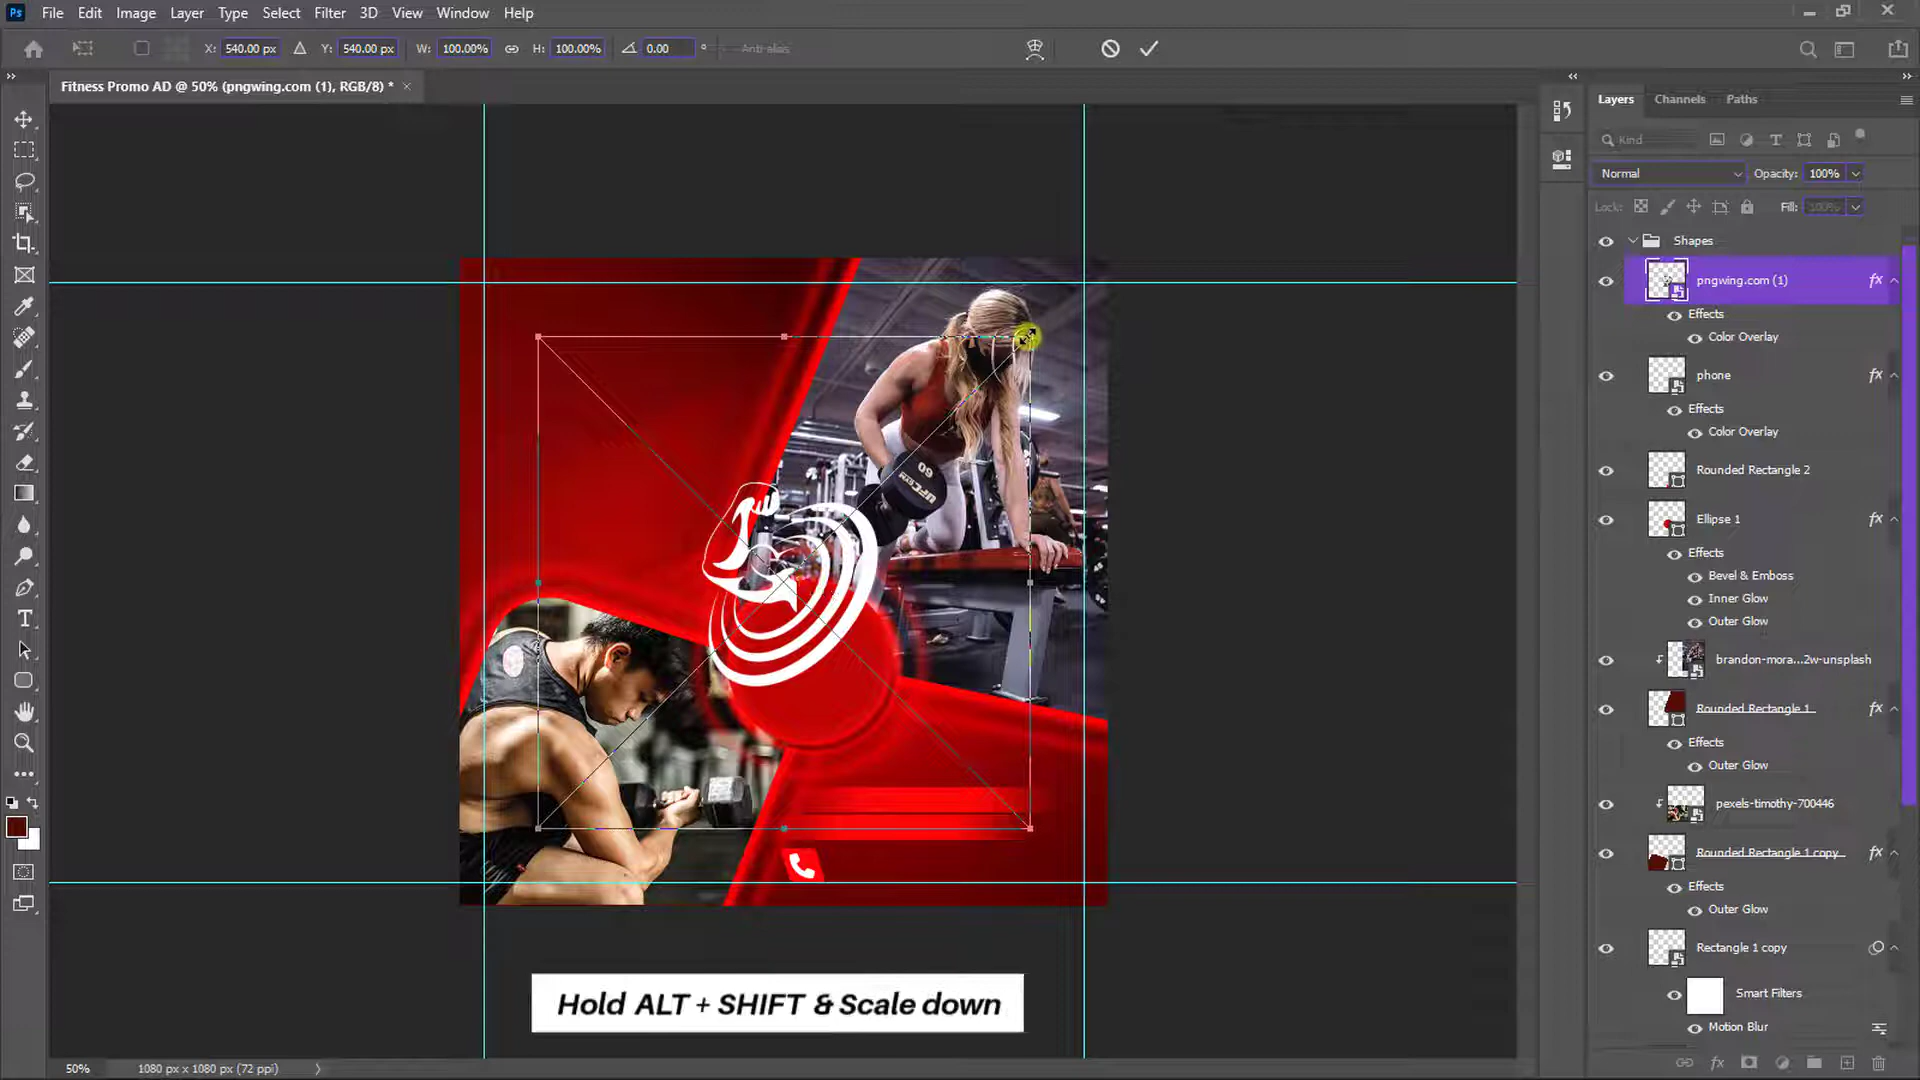 Ps File Edit Image Layer Type Select Filter 3D View Window Help
X: 540.00 px Y: 540.00 px W: 100.00% H: 100.00% 0.00 ° Anti alias
Fitness Promo AD @ 50% (pngwing.com (1), RGB/8) * ×
Layers Channels Paths
Kind
Normal Opacity: 100%
Lock: Fill: 100%
Shapes
pngwing.com (1) fx
Effects
Color Overlay
phone fx
Effects
Color Overlay
Rounded Rectangle 2
Ellipse 1 fx
Effects
Bevel & Emboss
Inner Glow
Outer Glow
brandon-mora...2w-unsplash
Rounded Rectangle 1 fx
Effects
Outer Glow
pexels-timothy-700446
Rounded Rectangle 1 copy fx
Effects
Outer Glow
Rectangle 1 copy
Smart Filters
Motion Blur
60
UFC GYM
Hold ALT + SHIFT & Scale down
50% 1080 px x 1080 px (72 ppi)
fx